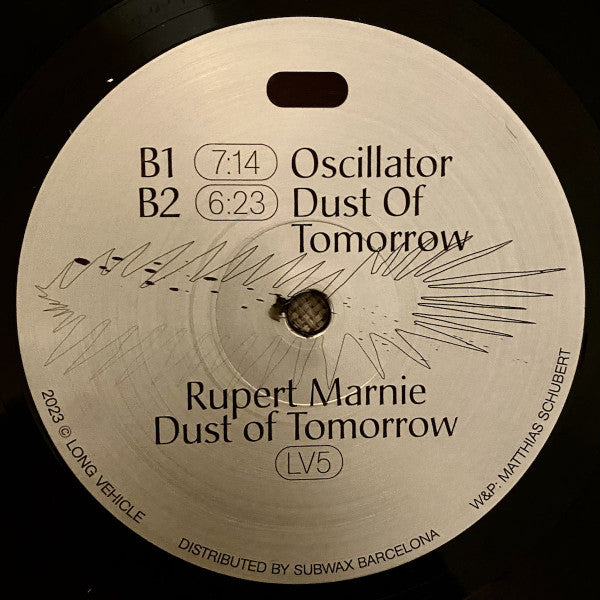 B1 7:14 Oscillator
B2 6:23 Dust Of
Tomorrow
Rupert Marnie
Dust of Tomorrow
LV5
2023 © LONG VEHICLE
DISTRIBUTED BY SUBWAX BARCELONA
W&P: MATTHIAS SCHUBERT